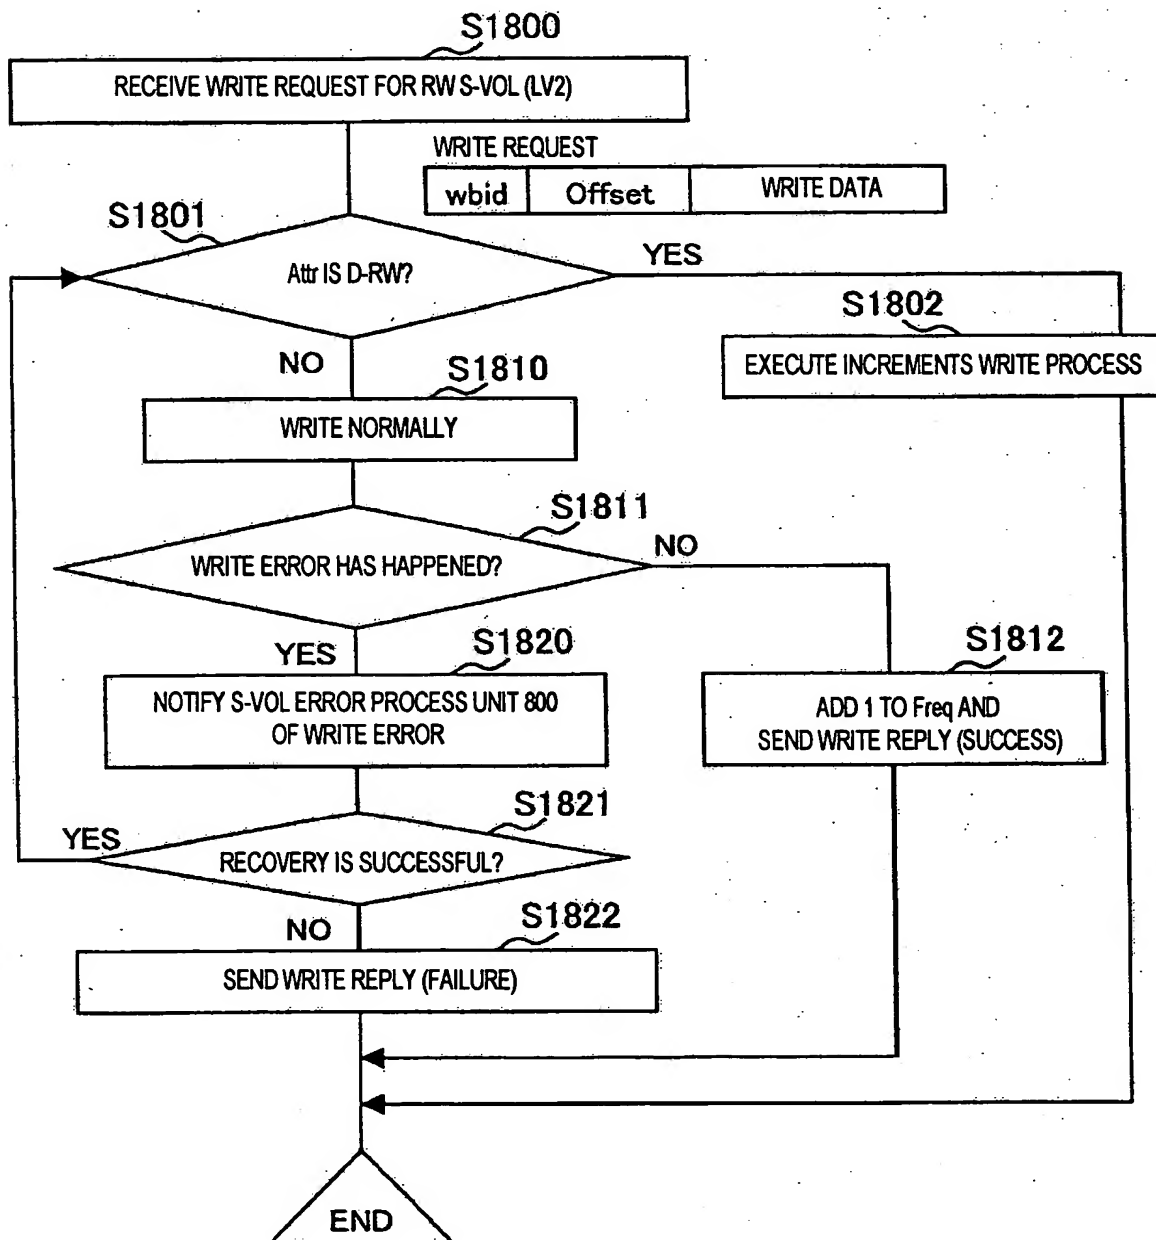 S1800
RECEIVE WRITE REQUEST FOR RW S-VOL (LV2)
WRITE REQUEST
wbid Offset WRITE DATA
S1801
Attr IS D-RW?
YES
S1802
EXECUTE INCREMENTS WRITE PROCESS
NO
S1810
WRITE NORMALLY
S1811
WRITE ERROR HAS HAPPENED?
NO
S1812
ADD 1 TO Freq AND
SEND WRITE REPLY (SUCCESS)
YES
S1820
NOTIFY S-VOL ERROR PROCESS UNIT 800
OF WRITE ERROR
S1821
YES
RECOVERY IS SUCCESSFUL?
NO
S1822
SEND WRITE REPLY (FAILURE)
END